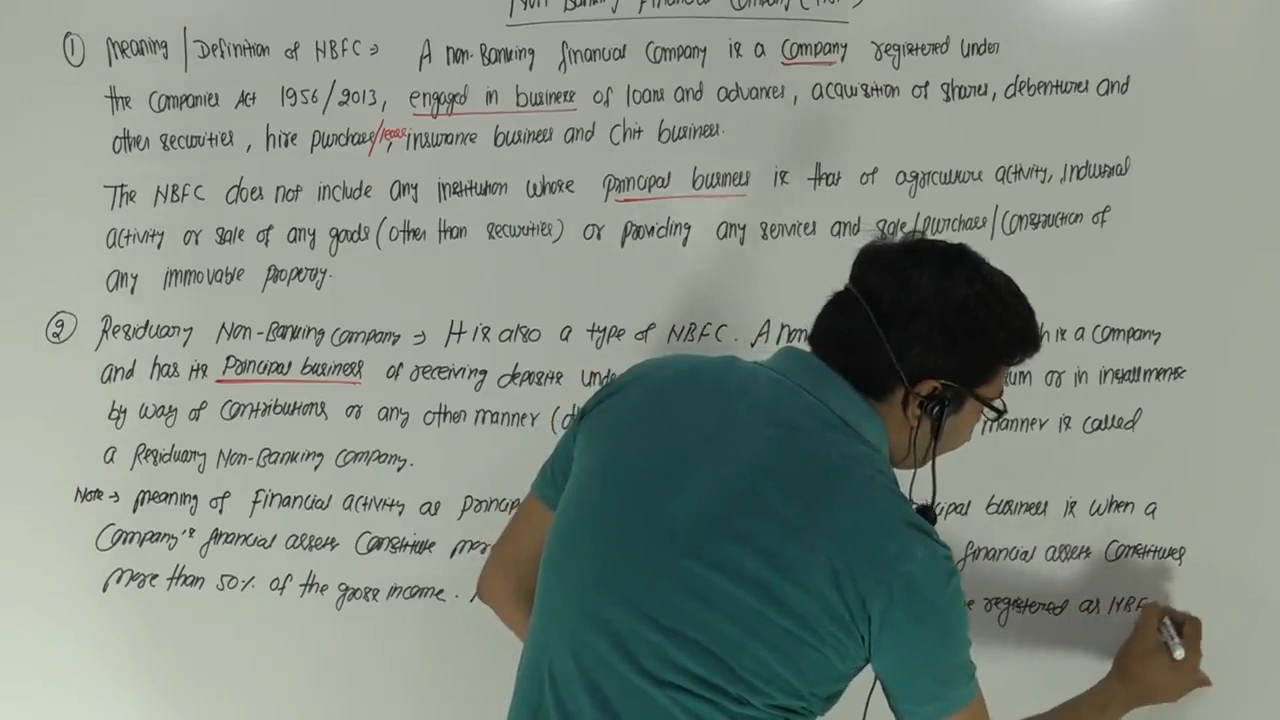 Non Banking Financial Company
① Meaning / Definition of NBFC ⇒ A non-Banking financial Company is a Company registered under
the Companies Act 1956/2013, engaged in business of loans and advances, acquisition of shares, debentures and
other securities, hire purchase/lease, insurance business and chit business.
The NBFC does not include any institution whose principal business is that of agriculture activity, Industrial
activity or sale of any goods (other than securities) or providing any services and sale/purchase/construction of
any immovable property.
② Residuary Non-Banking company → It is also a type of NBFC. A non is a company
and has its Principal business of receiving deposits or in installments
by way of contributions or any other manner manner is called
a Residuary Non-Banking Company.
Note → Meaning of financial activity as business is when a
Company's financial assets Constitute financial assets Constitutes
more than 50% of the gross income. registered as NBF